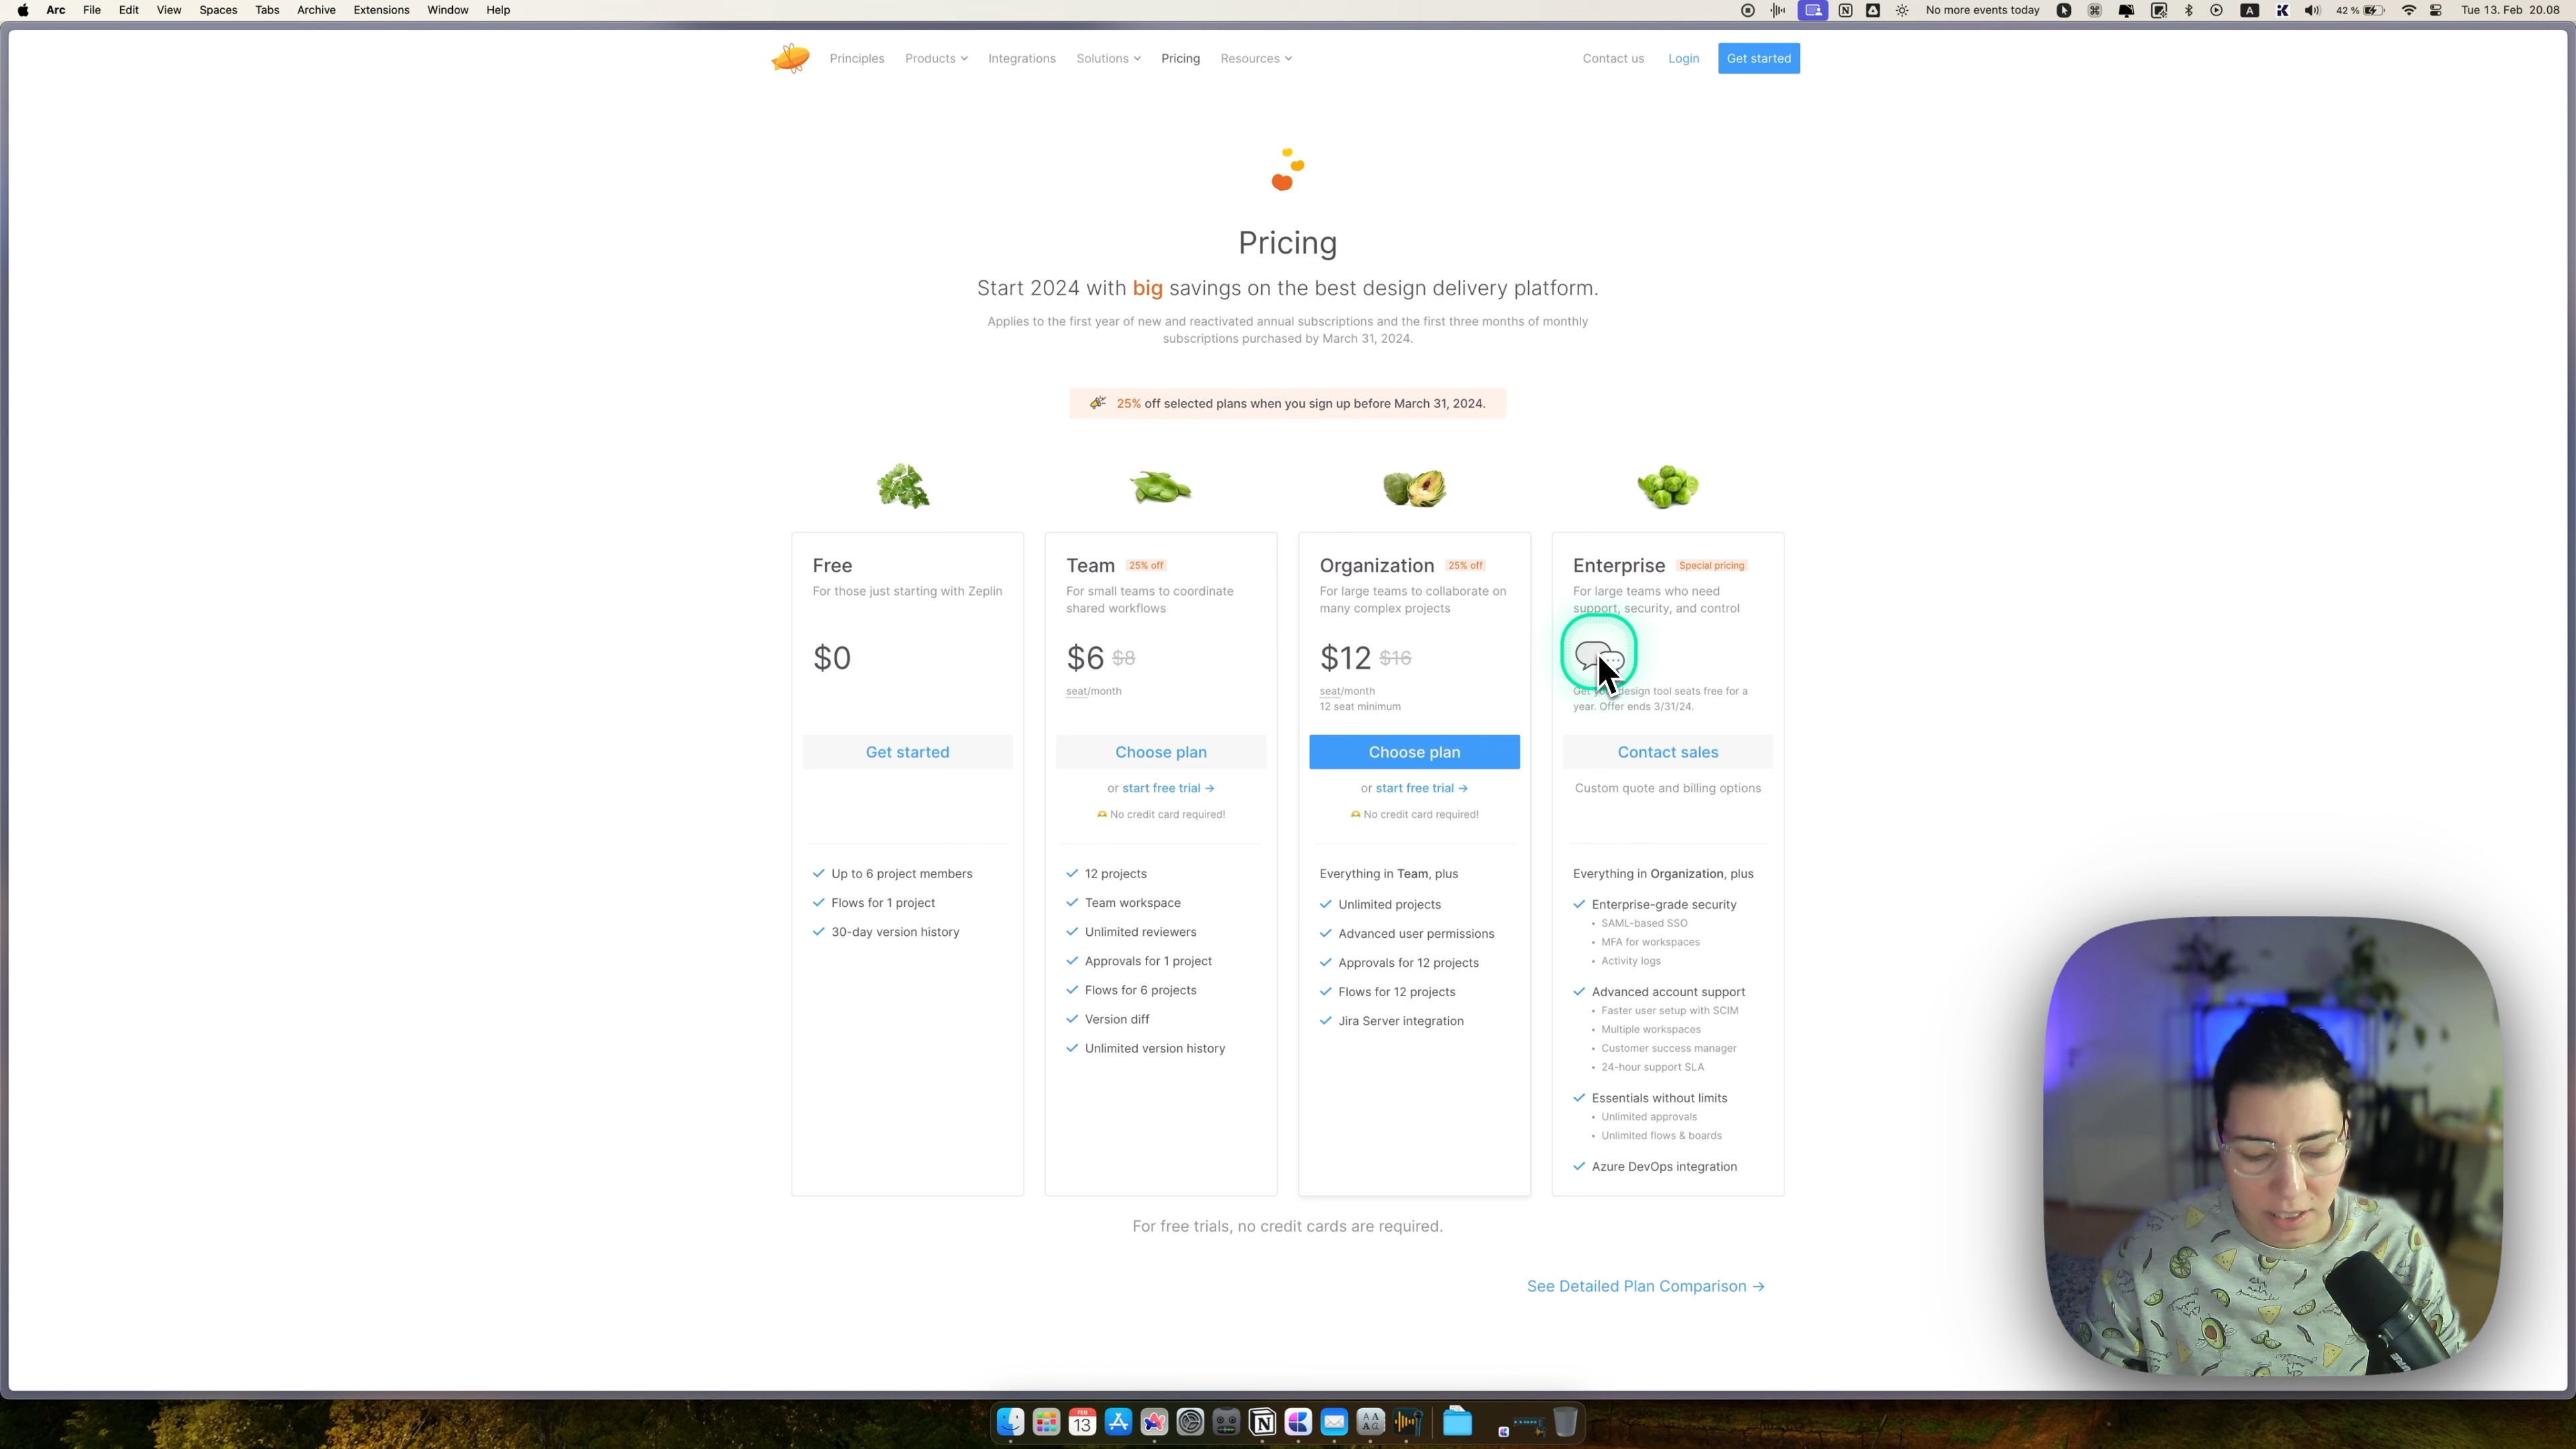 Arc File Edit View Spaces Tabs Archive Extensions Window Help
No more events today
A
42 %
Tue 13. Feb 20.08
Principles Products Integrations Solutions Pricing Resources
Contact us Login Get started
Pricing
Start 2024 with big savings on the best design delivery platform.
Applies to the first year of new and reactivated annual subscriptions and the first three months of monthly
subscriptions purchased by March 31, 2024.
25% off selected plans when you sign up before March 31, 2024.
Free
For those just starting with Zeplin
$0
Get started
Up to 6 project members
Flows for 1 project
30-day version history
Team 25% off
For small teams to coordinate
shared workflows
$6 $8
seat/month
Choose plan
or start free trial →
No credit card required!
12 projects
Team workspace
Unlimited reviewers
Approvals for 1 project
Flows for 6 projects
Version diff
Unlimited version history
Organization 25% off
For large teams to collaborate on
many complex projects
$12 $16
seat/month
12 seat minimum
Choose plan
or start free trial →
No credit card required!
Everything in Team, plus
Unlimited projects
Advanced user permissions
Approvals for 12 projects
Flows for 12 projects
Jira Server integration
Enterprise Special pricing
For large teams who need
support, security, and control
Get design tool seats free for a
year. Offer ends 3/31/24.
Contact sales
Custom quote and billing options
Everything in Organization, plus
Enterprise-grade security
• SAML-based SSO
• MFA for workspaces
• Activity logs
Advanced account support
• Faster user setup with SCIM
• Multiple workspaces
• Customer success manager
• 24-hour support SLA
Essentials without limits
• Unlimited approvals
• Unlimited flows & boards
Azure DevOps integration
For free trials, no credit cards are required.
See Detailed Plan Comparison →
FEB
13